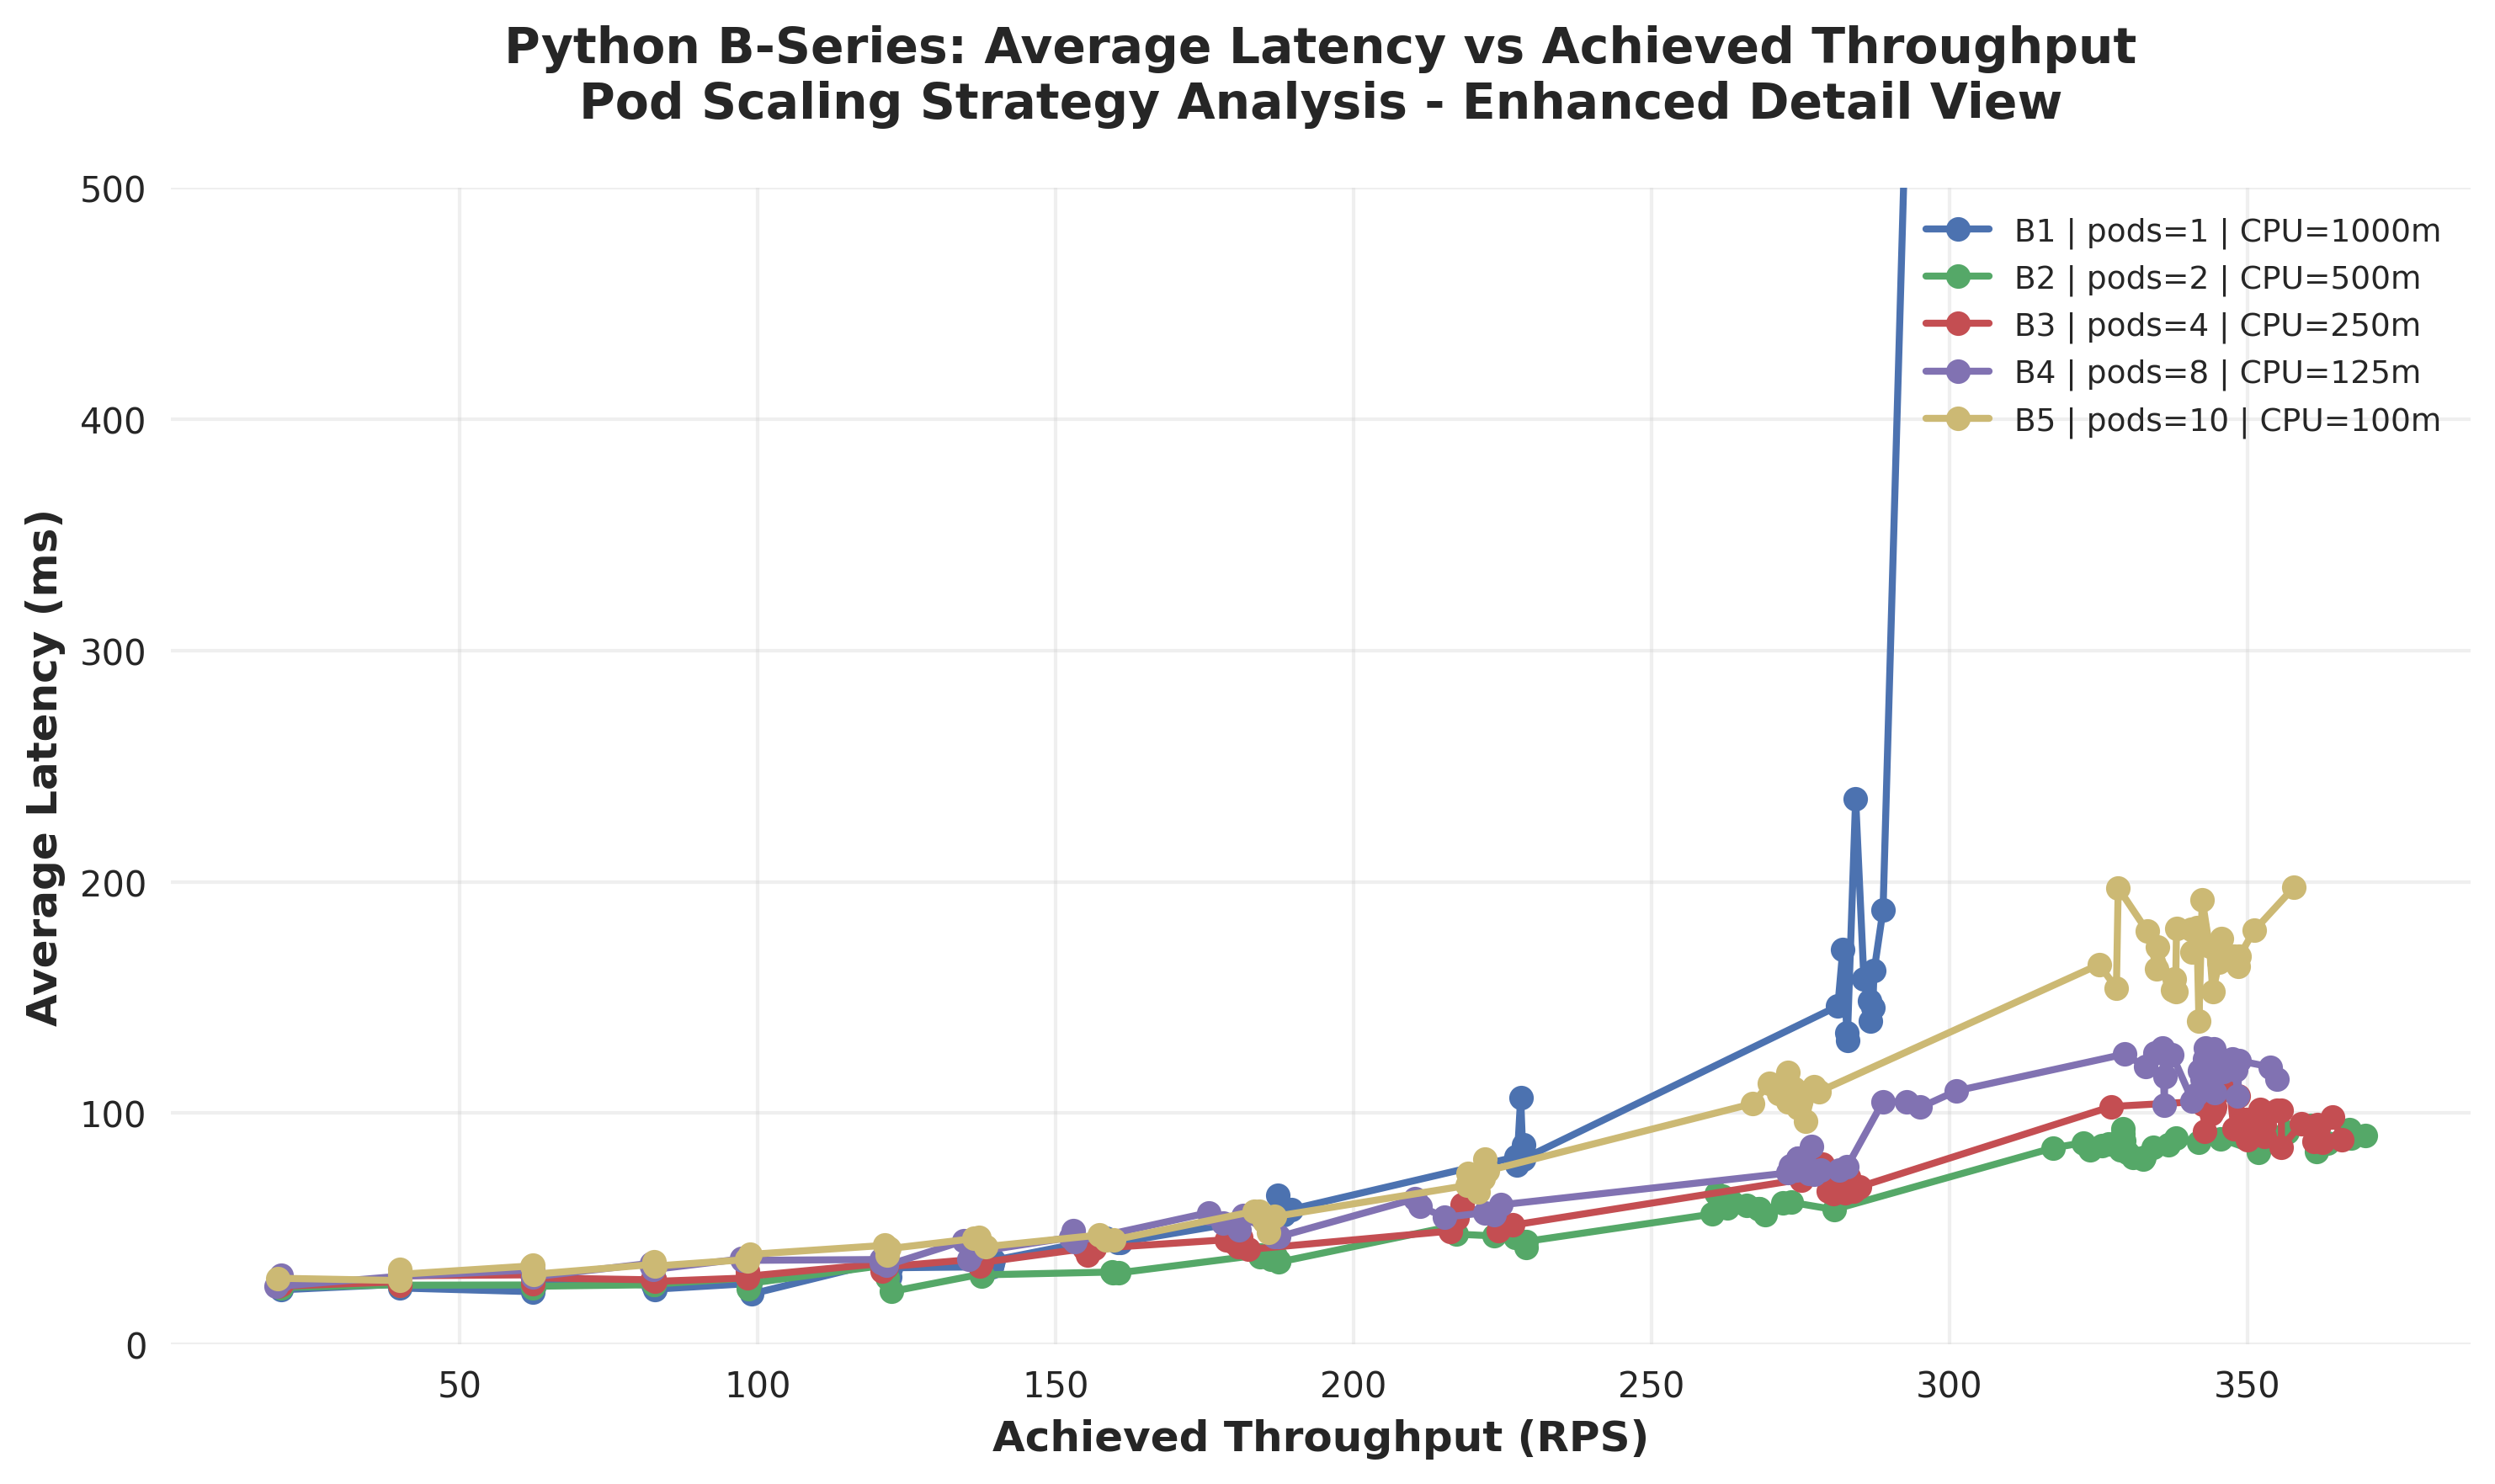 Python B-Series: Average Latency vs Achieved Throughput
Pod Scaling Strategy Analysis - Enhanced Detail View
500
400
300
200
100
0
Average Latency (ms)
B1 | pods=1 | CPU=1000m
B2 | pods=2 | CPU=500m
B3 | pods=4 | CPU=250m
B4 | pods=8 | CPU=125m
B5 | pods=10 | CPU=100m
50
100
150
200
250
300
350
Achieved Throughput (RPS)